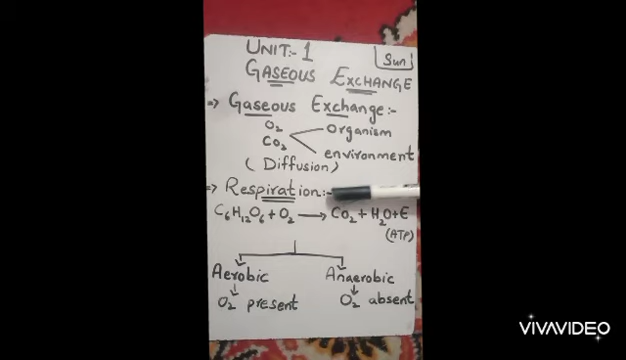 UNIT:- 1
Sun
GASEOUS EXCHANGE
=> Gaseous Exchange:-
O₂
CO₂
Organism
environment
(Diffusion)
=> Respiration:-
C₆H₁₂O₆ + O₂ → CO₂ + H₂O + E
(ATP)
Aerobic
Anaerobic
O₂ present
O₂ absent
VIVAVIDEO